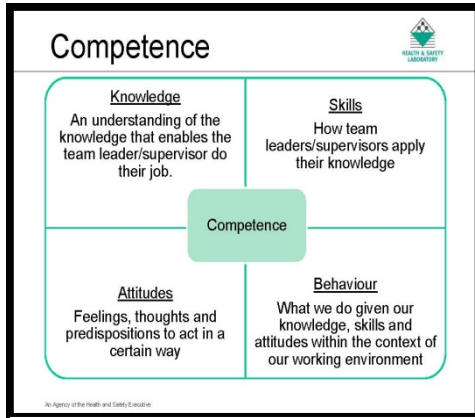 Competence
HEALTH & SAFETY
LABORATORY
Knowledge
An understanding of the
knowledge that enables the
team leader/supervisor do
their job.
Skills
How team
leaders/supervisors apply
their knowledge
Competence
Attitudes
Feelings, thoughts and
predispositions to act in a
certain way
Behaviour
What we do given our
knowledge, skills and
attitudes within the context of
our working environment
An Agency of the Health and Safety Executive